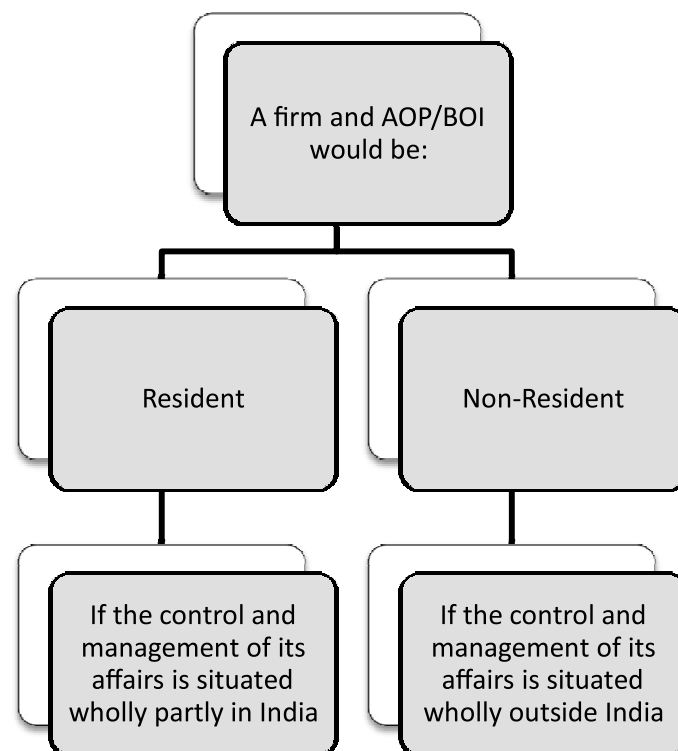 A firm and AOP/BOI
would be:
Resident
Non-Resident
If the control and
management of its
affairs is situated
wholly partly in India
If the control and
management of its
affairs is situated
wholly outside India